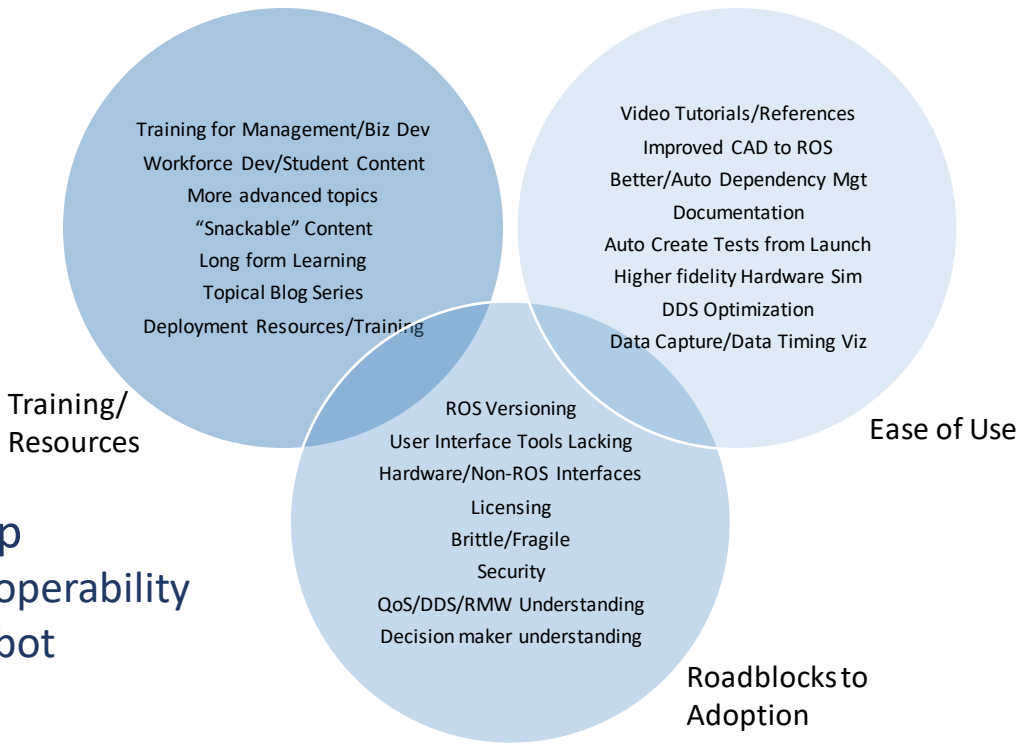 Training for Management/Biz Dev
Workforce Dev/Student Content
More advanced topics
“Snackable” Content
Long form Learning
Topical Blog Series
Deployment Resources/Training
Training/
Resources
Video Tutorials/References
Improved CAD to ROS
Better/Auto Dependency Mgt
Documentation
Auto Create Tests from Launch
Higher fidelity Hardware Sim
DDS Optimization
Data Capture/Data Timing Viz
Ease of Use
ROS Versioning
User Interface Tools Lacking
Hardware/Non-ROS Interfaces
Licensing
Brittle/Fragile
Security
QoS/DDS/RMW Understanding
Decision maker understanding
Roadblocks to
Adoption
p
operability
bot